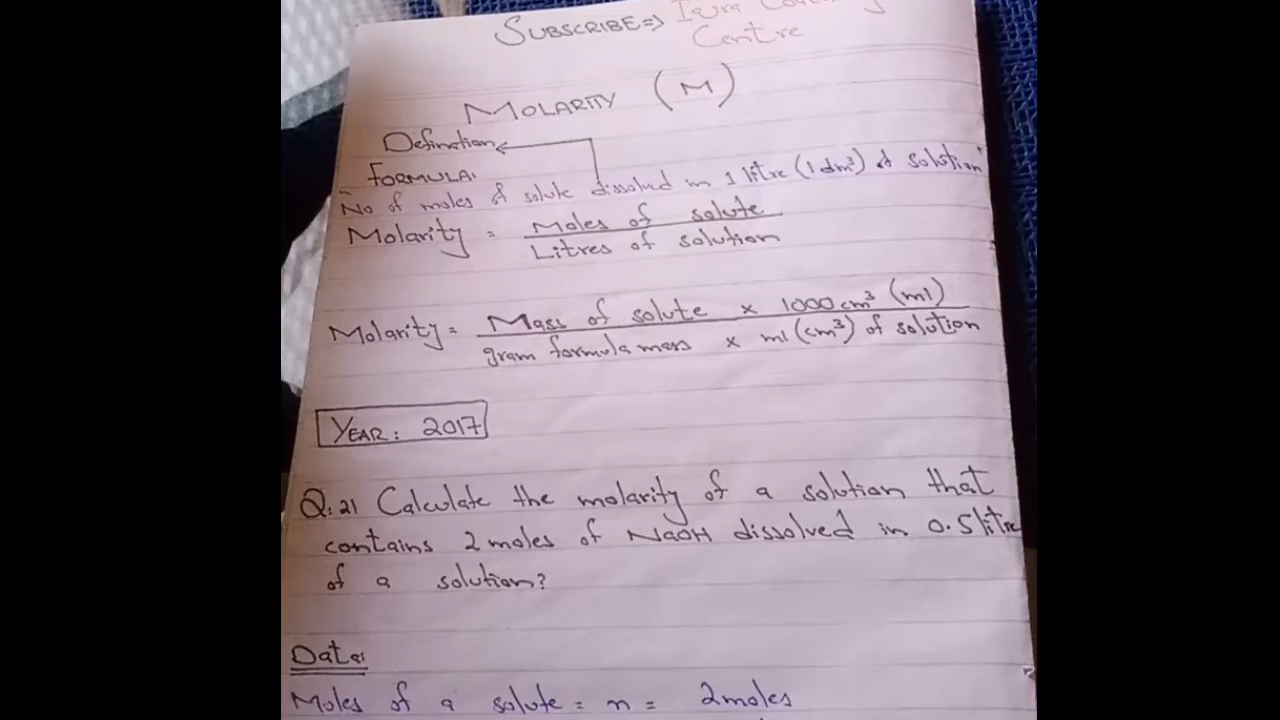 SUBSCRIBE=>
Centre
MOLARITY (M)
Defination
FORMULA:
No of moles of solute dissolved in 1 litre (1 dm³) of solution
Molarity = Moles of solute
Litres of solution
Molarity = Mass of solute x 1000 cm³ (ml)
gram formula mass x ml (cm³) of solution
YEAR: 2017
Q:21 Calculate the molarity of a solution that
contains 2 moles of NaOH dissolved in 0.5 litre
of a solution?
Data:
Moles of a solute = n = 2 moles